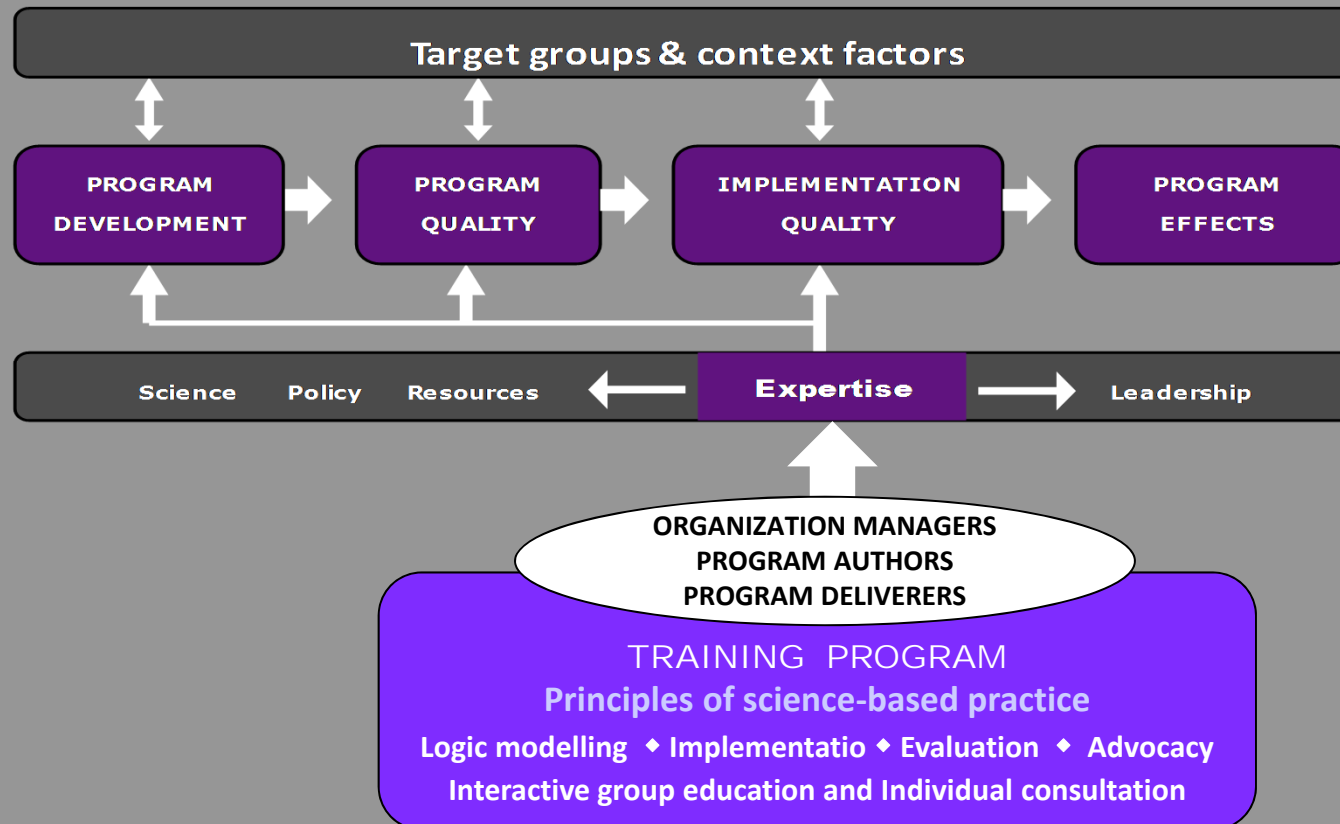 Target groups & context factors
PROGRAM
DEVELOPMENT
PROGRAM
QUALITY
IMPLEMENTATION
QUALITY
PROGRAM
EFFECTS
Science Policy Resources Expertise Leadership
ORGANIZATION MANAGERS
PROGRAM AUTHORS
PROGRAM DELIVERERS
TRAINING PROGRAM
Principles of science-based practice
Logic modelling ◆ Implementatio ◆ Evaluation ◆ Advocacy
Interactive group education and Individual consultation